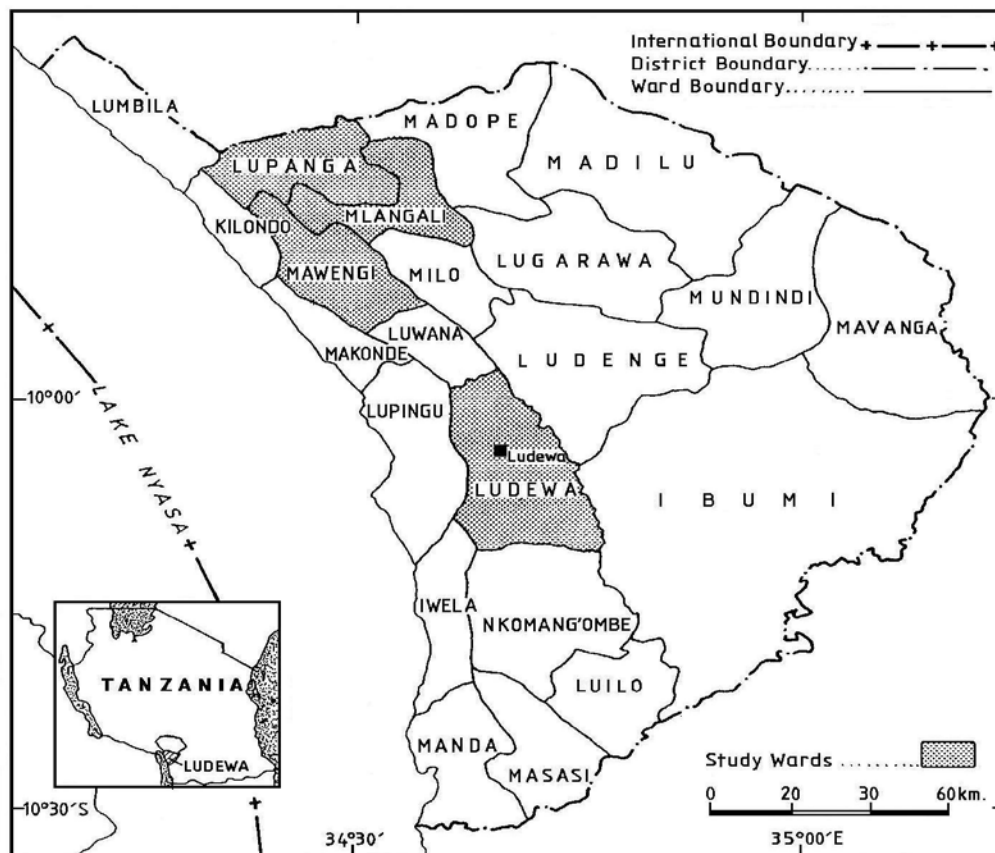 International Boundary
District Boundary
Ward Boundary
LUMBILA
MADOPE
LUPANGA
MADILU
MLANGALI
KILONDO
LUGARAWA
MAWENGI
MILO
MUNDINDI
MAVANGA
LUWANA
MAKONDE
LUDENGE
10°00′
LUPINGU
LAKE NYASA
Ludewa
LUDEWA
IBUMI
IWELA
NKOMANG'OMBE
TANZANIA
LUILO
LUDEWA
MANDA
MASASI
Study Wards
10°30′S
0 20 30 60km.
34°30′
35°00′E